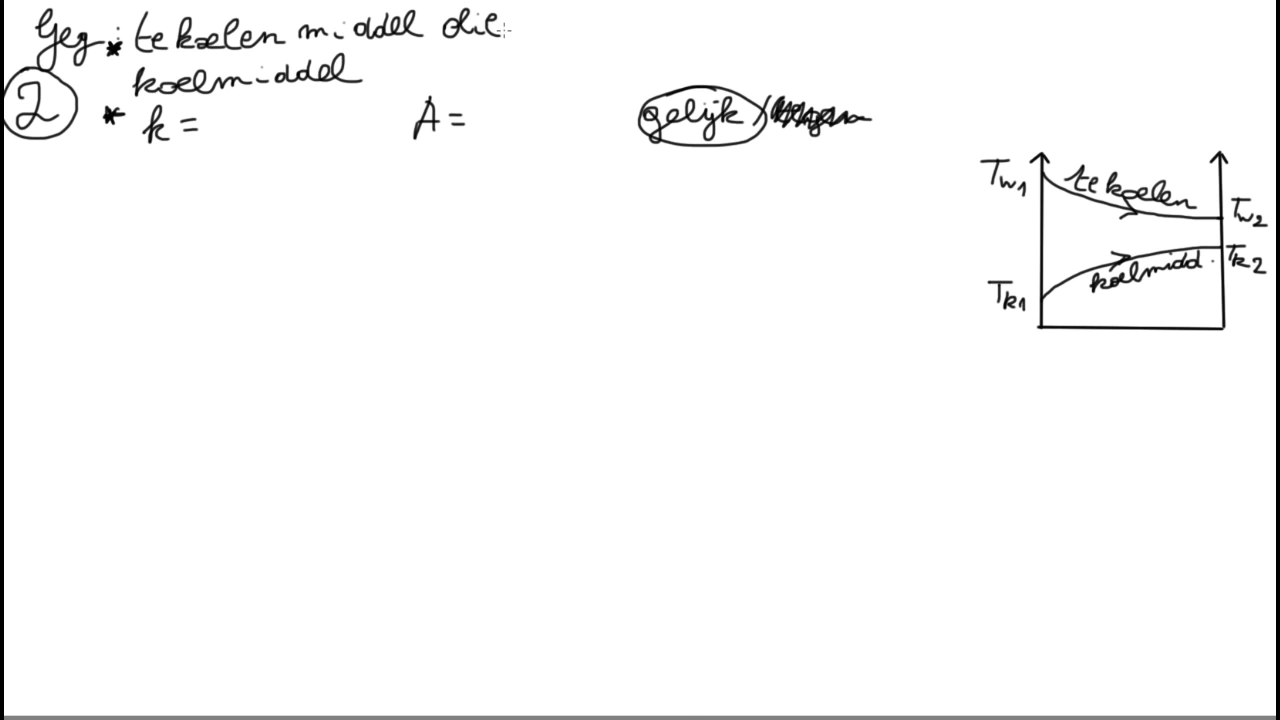 Geg: * te koelen middel olie
koelmiddel
2
* k = A = gelijk /
Tw1 te koelen Tw2
Tk2
koelmidd.
Tk1